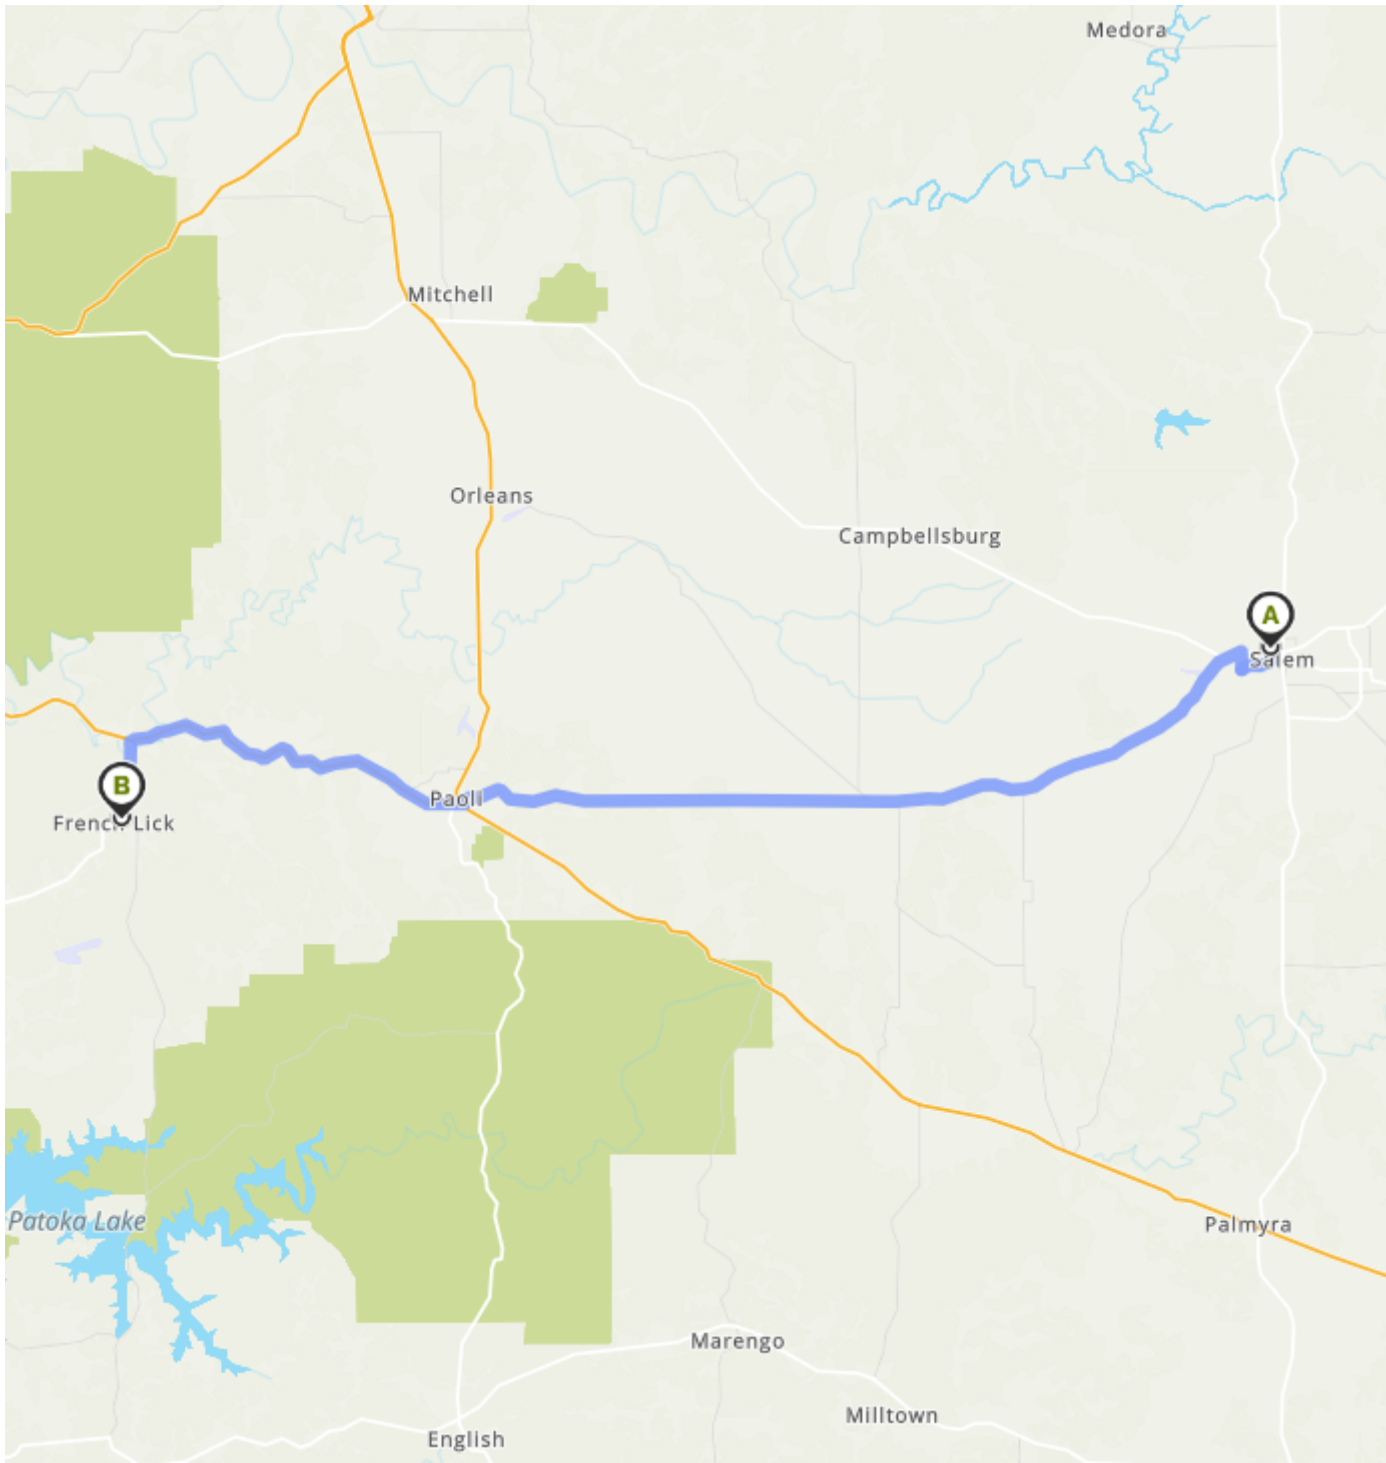 Medora
Mitchell
Orleans
Campbellsburg
A
Salem
B
Paoli
French Lick
Patoka Lake
Palmyra
Marengo
Milltown
English